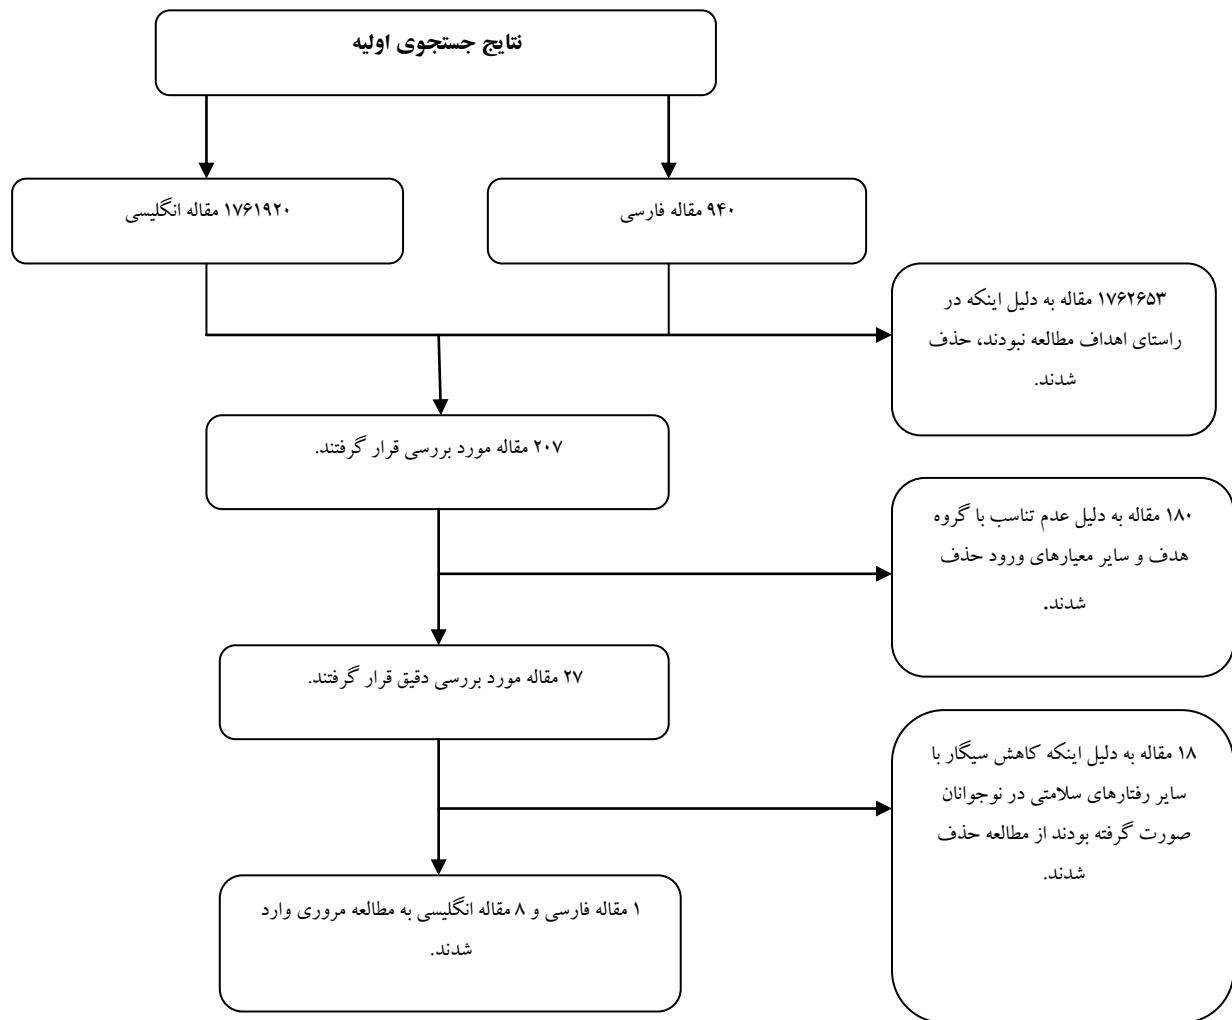 نتایج جستجوی اولیه
۹۴۰ مقاله فارسی
۱۷۶۱۹۲۰ مقاله انگلیسی
۱۷۶۲۶۵۳ مقاله به دلیل اینکه در
راستای اهداف مطالعه نبودند، حذف
شدند.
۲۰۷ مقاله مورد بررسی قرار گرفتند.
۱۸۰ مقاله به دلیل عدم تناسب با گروه
هدف و سایر معیارهای ورود حذف
شدند.
۲۷ مقاله مورد بررسی دقیق قرار گرفتند.
۱۸ مقاله به دلیل اینکه کاهش سیگار با
سایر رفتارهای سلامتی در نوجوانان
صورت گرفته بودند از مطالعه حذف
شدند.
۱ مقاله فارسی و ۸ مقاله انگلیسی به مطالعه مروری وارد
شدند.